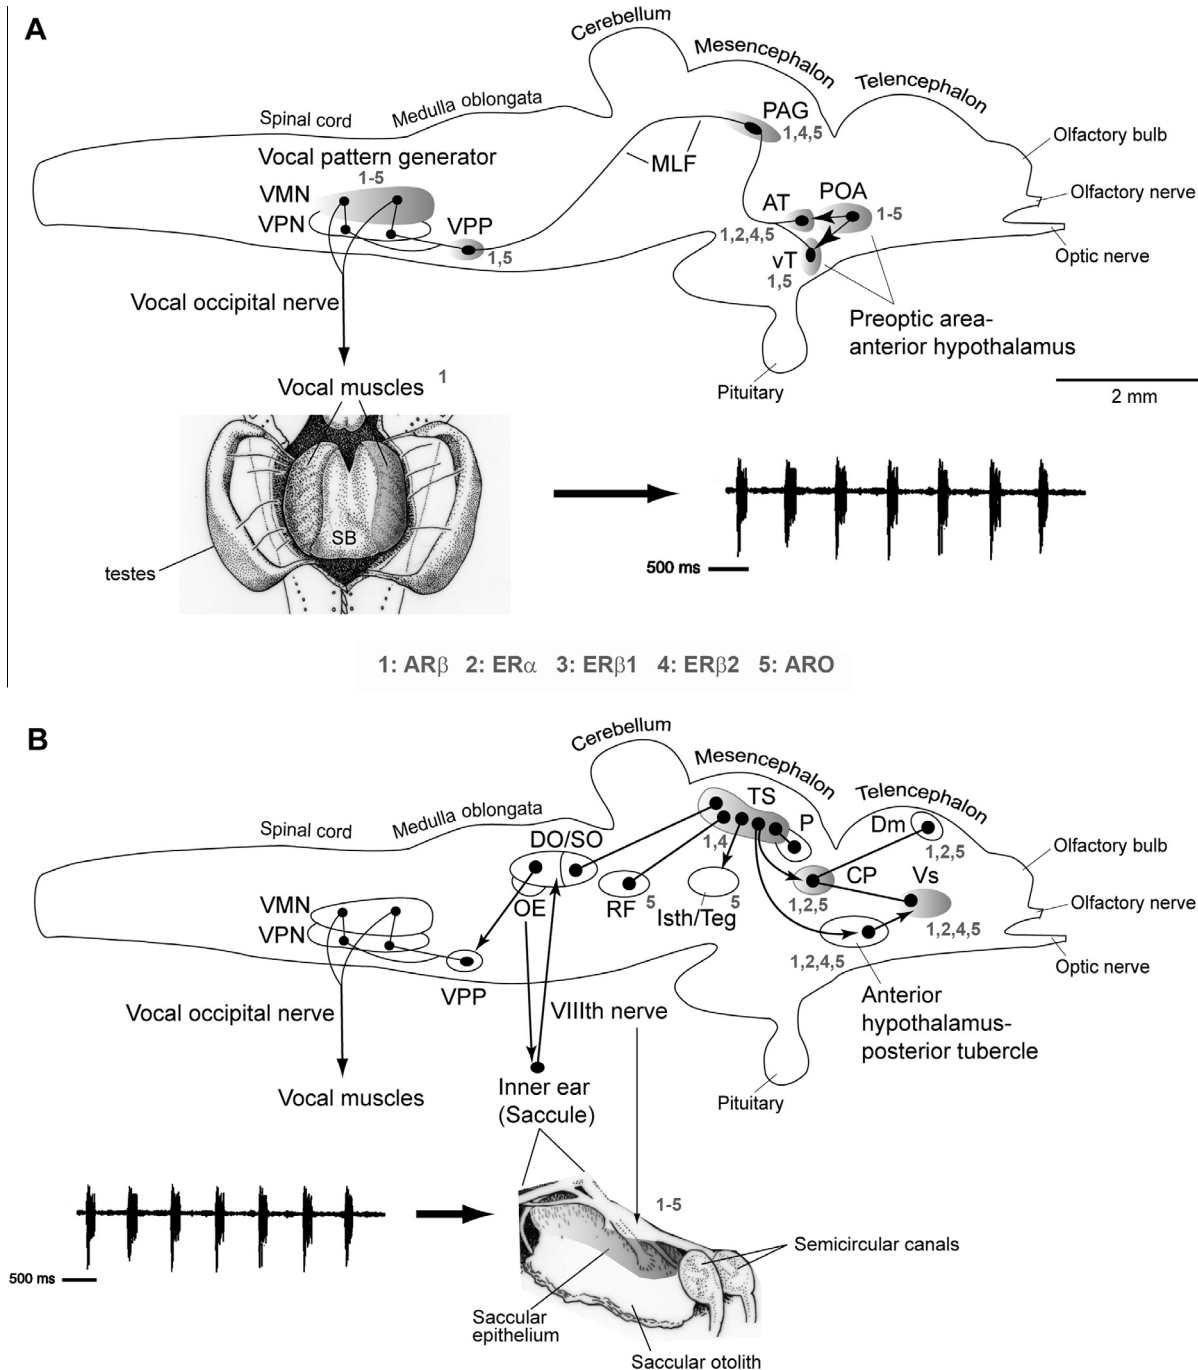 A
Cerebellum
Mesencephalon
Telencephalon
Spinal cord
Medulla oblongata
Olfactory bulb
Olfactory nerve
Optic nerve
Vocal pattern generator
1-5
VMN
VPN
VPP
1,5
MLF
PAG
1,4,5
AT
1,2,4,5
POA
1-5
vT
1,5
Preoptic area-
anterior hypothalamus
Pituitary
2 mm
Vocal occipital nerve
Vocal muscles 1
SB
testes
500 ms
1: ARβ 2: ERα 3: ERβ1 4: ERβ2 5: ARO
B
Cerebellum
Mesencephalon
Telencephalon
Spinal cord
Medulla oblongata
Olfactory bulb
Olfactory nerve
Optic nerve
TS
1,4
P
Dm
1,2,5
DO/SO
OE
RF
5
Isth/Teg
5
CP
1,2,5
Vs
1,2,4,5
1,2,4,5
Anterior
hypothalamus-
posterior tubercle
VMN
VPN
VPP
Vocal occipital nerve
Vocal muscles
VIIIth nerve
Inner ear
(Saccule)
Pituitary
1-5
Semicircular canals
Saccular
epithelium
Saccular otolith
500 ms